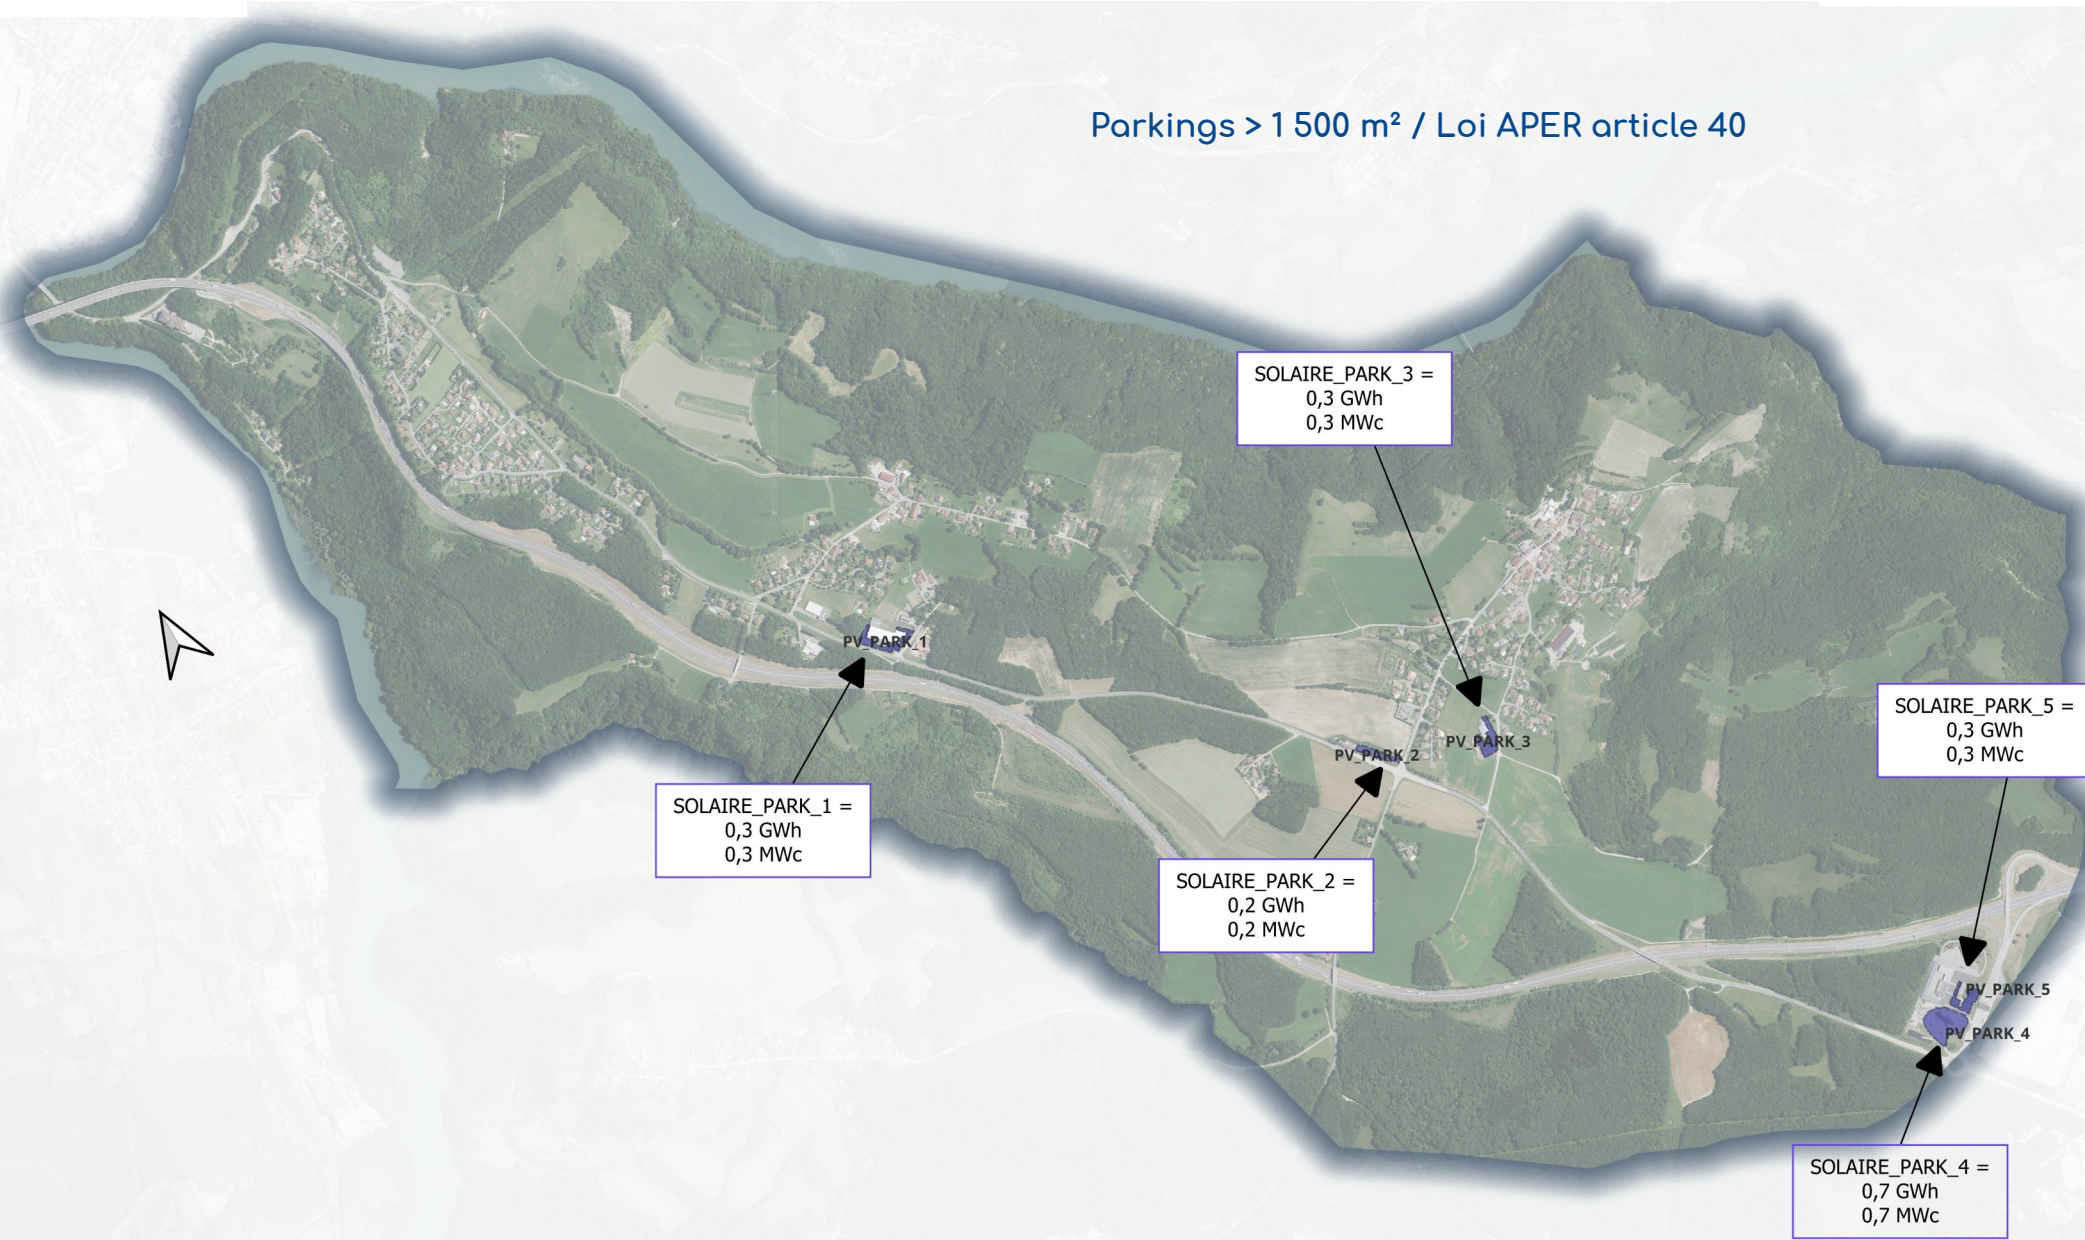 Parkings > 1 500 m² / Loi APER article 40
SOLAIRE_PARK_3 =
0,3 GWh
0,3 MWc
PV_PARK_1
SOLAIRE_PARK_5 =
0,3 GWh
0,3 MWc
PV_PARK_3
PV_PARK_2
SOLAIRE_PARK_1 =
0,3 GWh
0,3 MWc
SOLAIRE_PARK_2 =
0,2 GWh
0,2 MWc
PV_PARK_5
PV_PARK_4
SOLAIRE_PARK_4 =
0,7 GWh
0,7 MWc